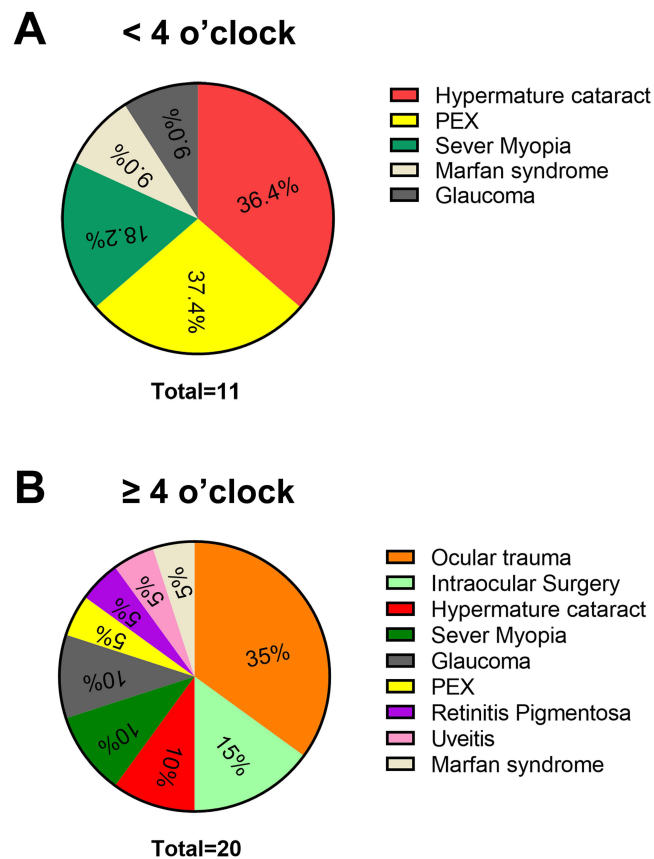 A
< 4 o’clock
36.4%
37.4%
18.2%
9.0%
9.0%
Hypermature cataract
PEX
Sever Myopia
Marfan syndrome
Glaucoma
Total=11
B
≥ 4 o’clock
35%
15%
10%
10%
10%
5%
5%
5%
5%
Ocular trauma
Intraocular Surgery
Hypermature cataract
Sever Myopia
Glaucoma
PEX
Retinitis Pigmentosa
Uveitis
Marfan syndrome
Total=20